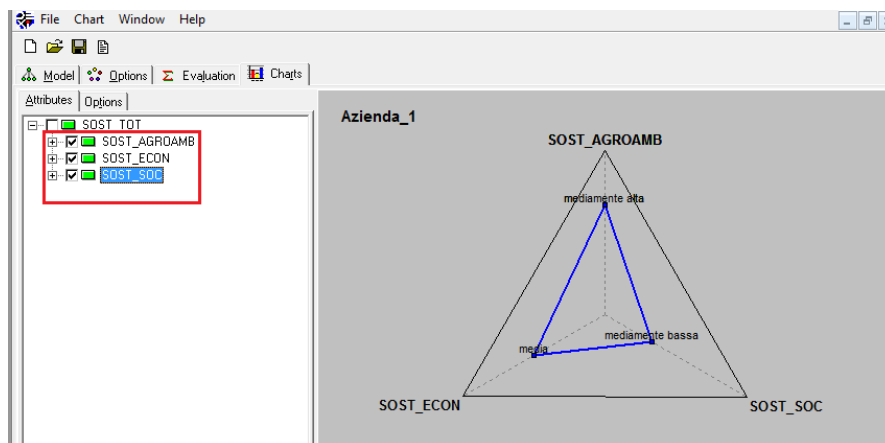 File Chart Window Help
Model Options Evaluation Charts
Attributes Options
SOST_TOT
SOST_AGROAMB
SOST_ECON
SOST_SOC
Azienda_1
SOST_AGROAMB
mediamente alta
mediamente bassa
media
SOST_ECON
SOST_SOC